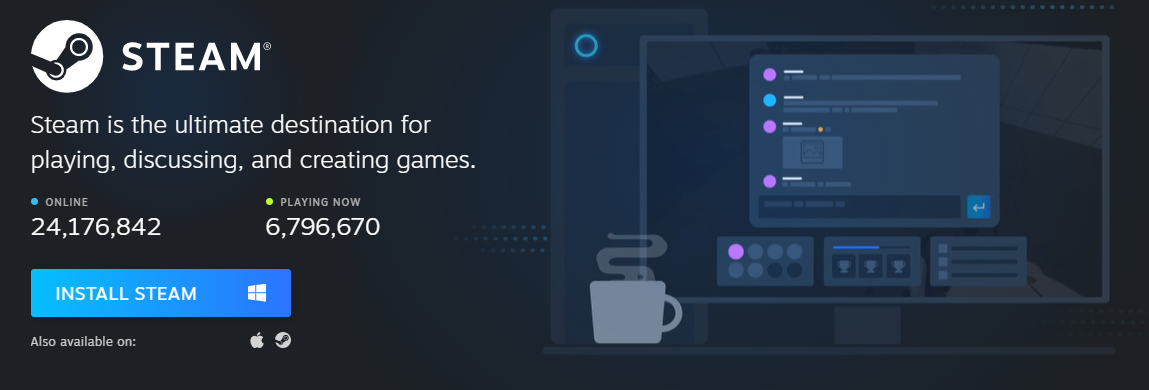 STEAM®
Steam is the ultimate destination for
playing, discussing, and creating games.
ONLINE
24,176,842
PLAYING NOW
6,796,670
INSTALL STEAM
Also available on: